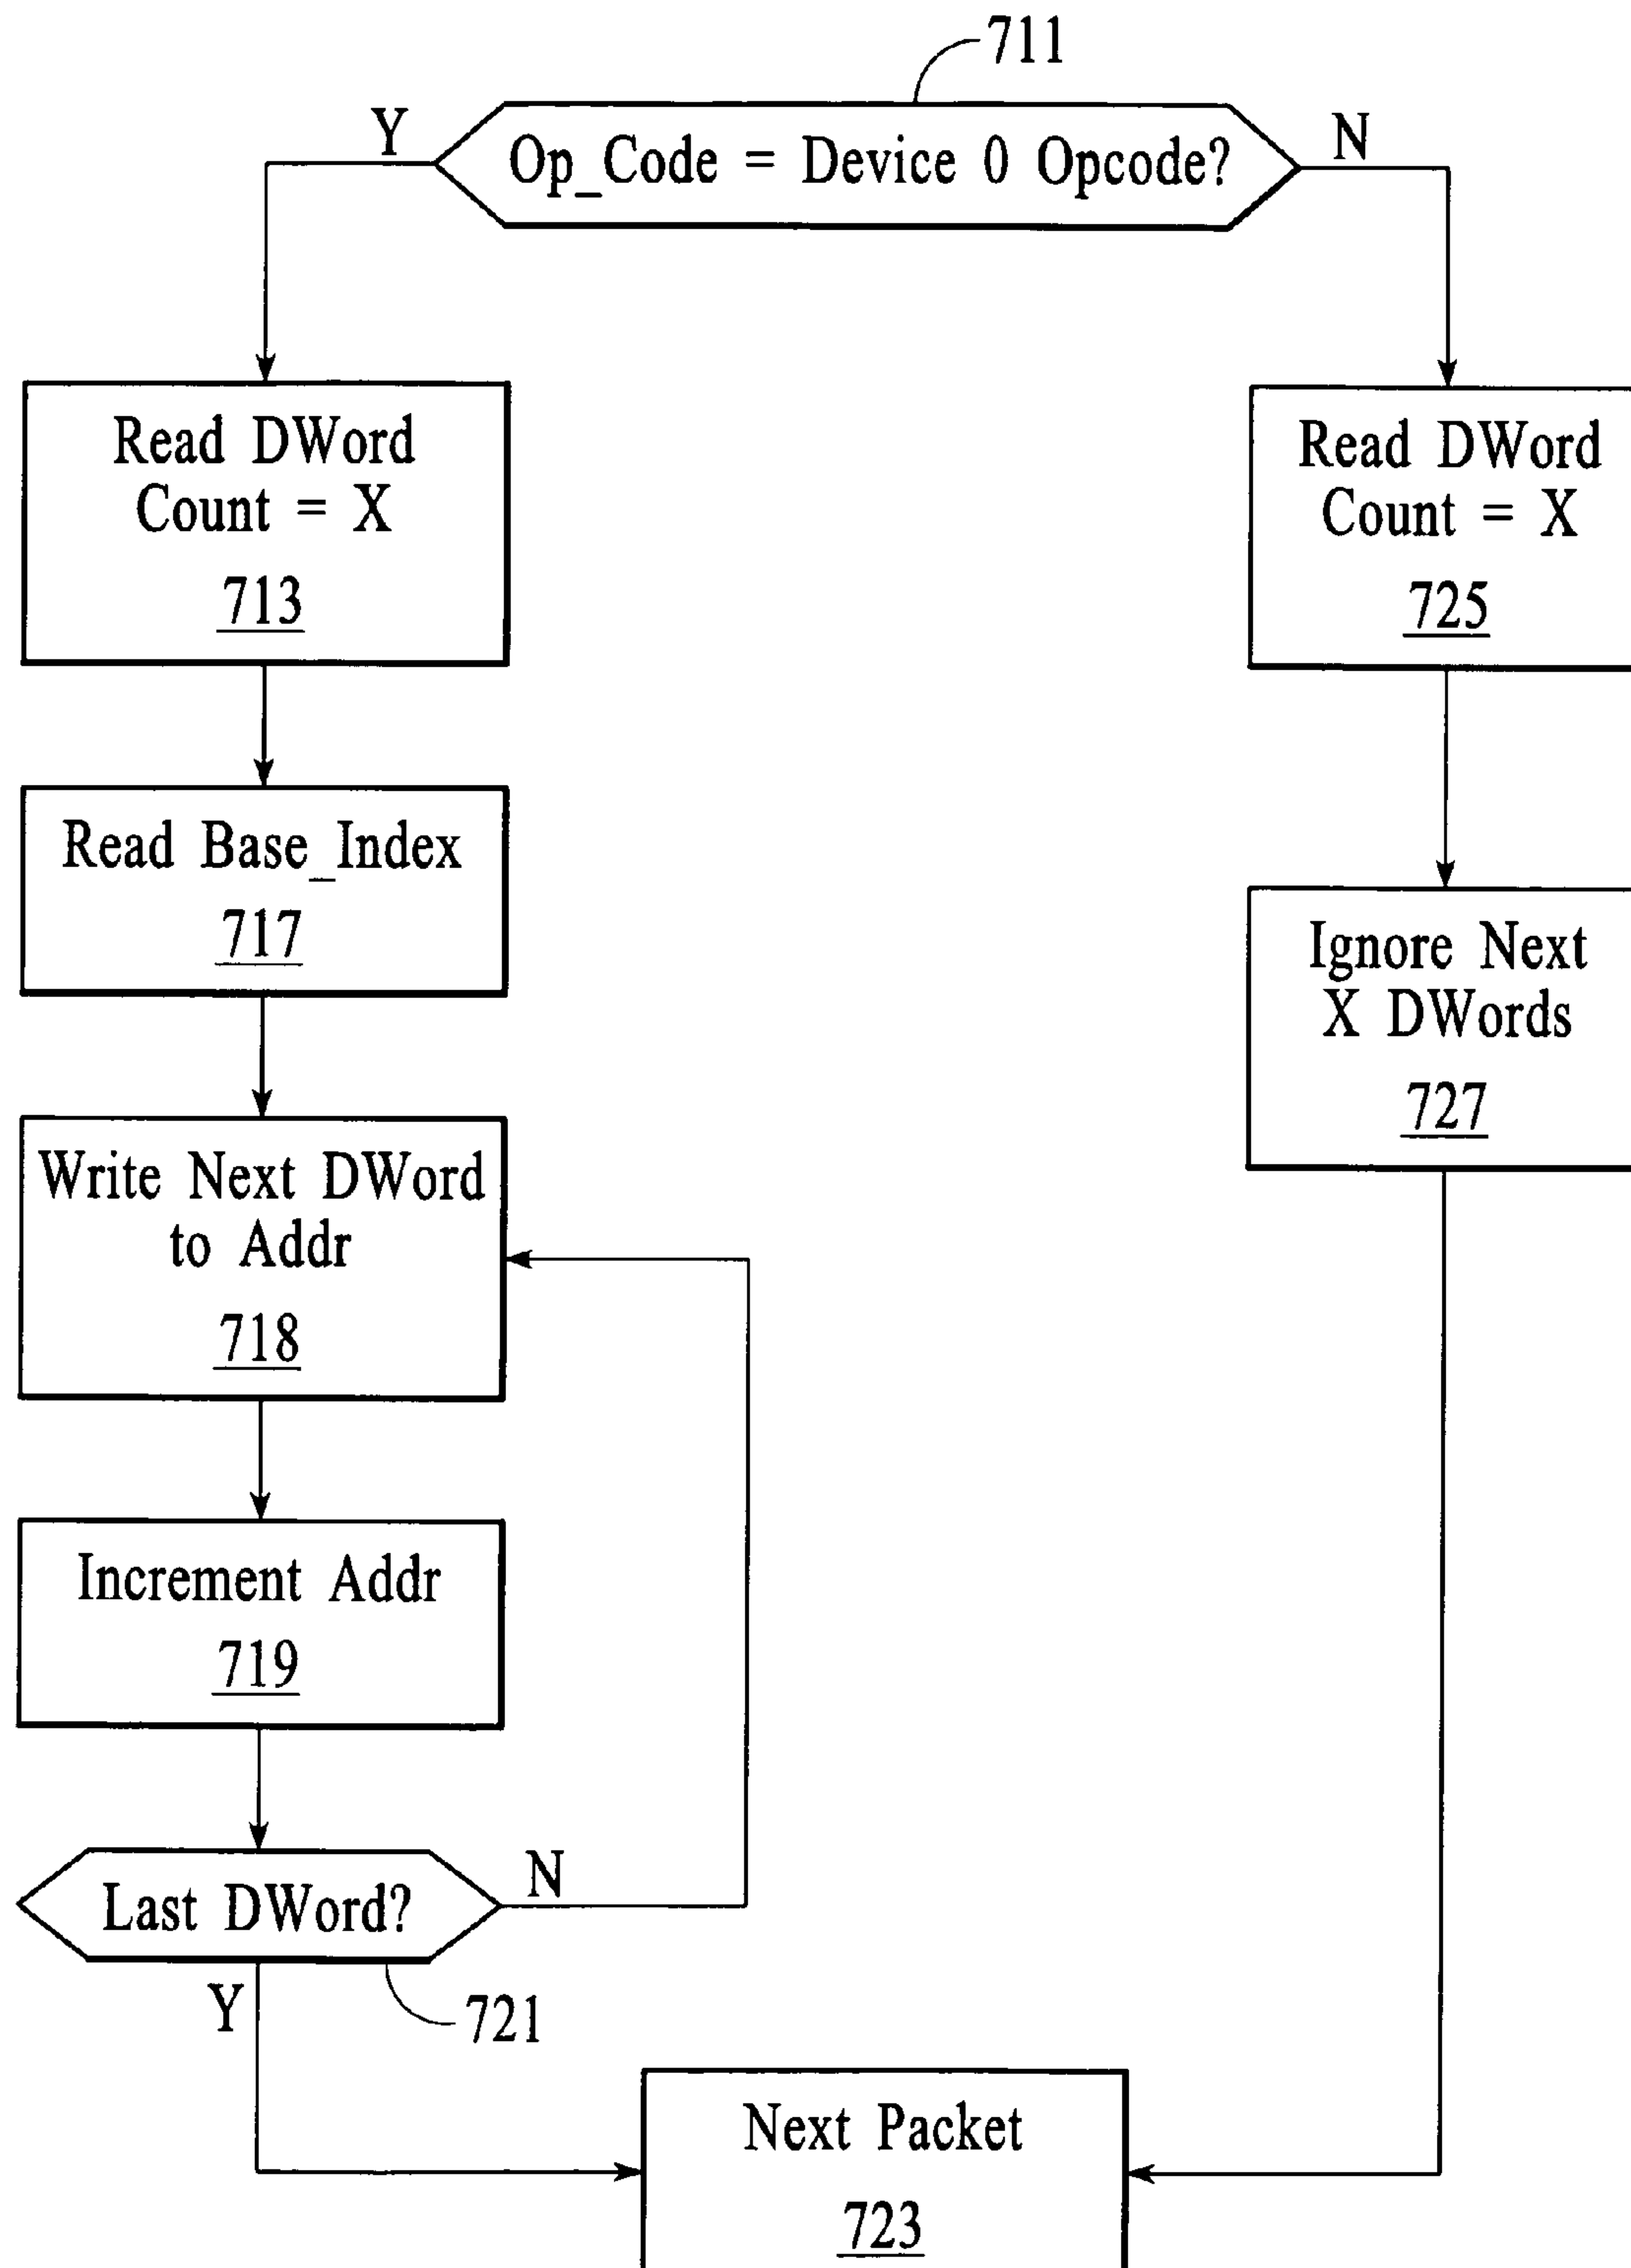 711
Y
Op_Code = Device 0 Opcode?
N
Read DWord
Count = X
713
Read DWord
Count = X
725
Read Base_Index
717
Ignore Next
X DWords
727
Write Next DWord
to Addr
718
Increment Addr
719
Last DWord?
N
Y
721
Next Packet
723